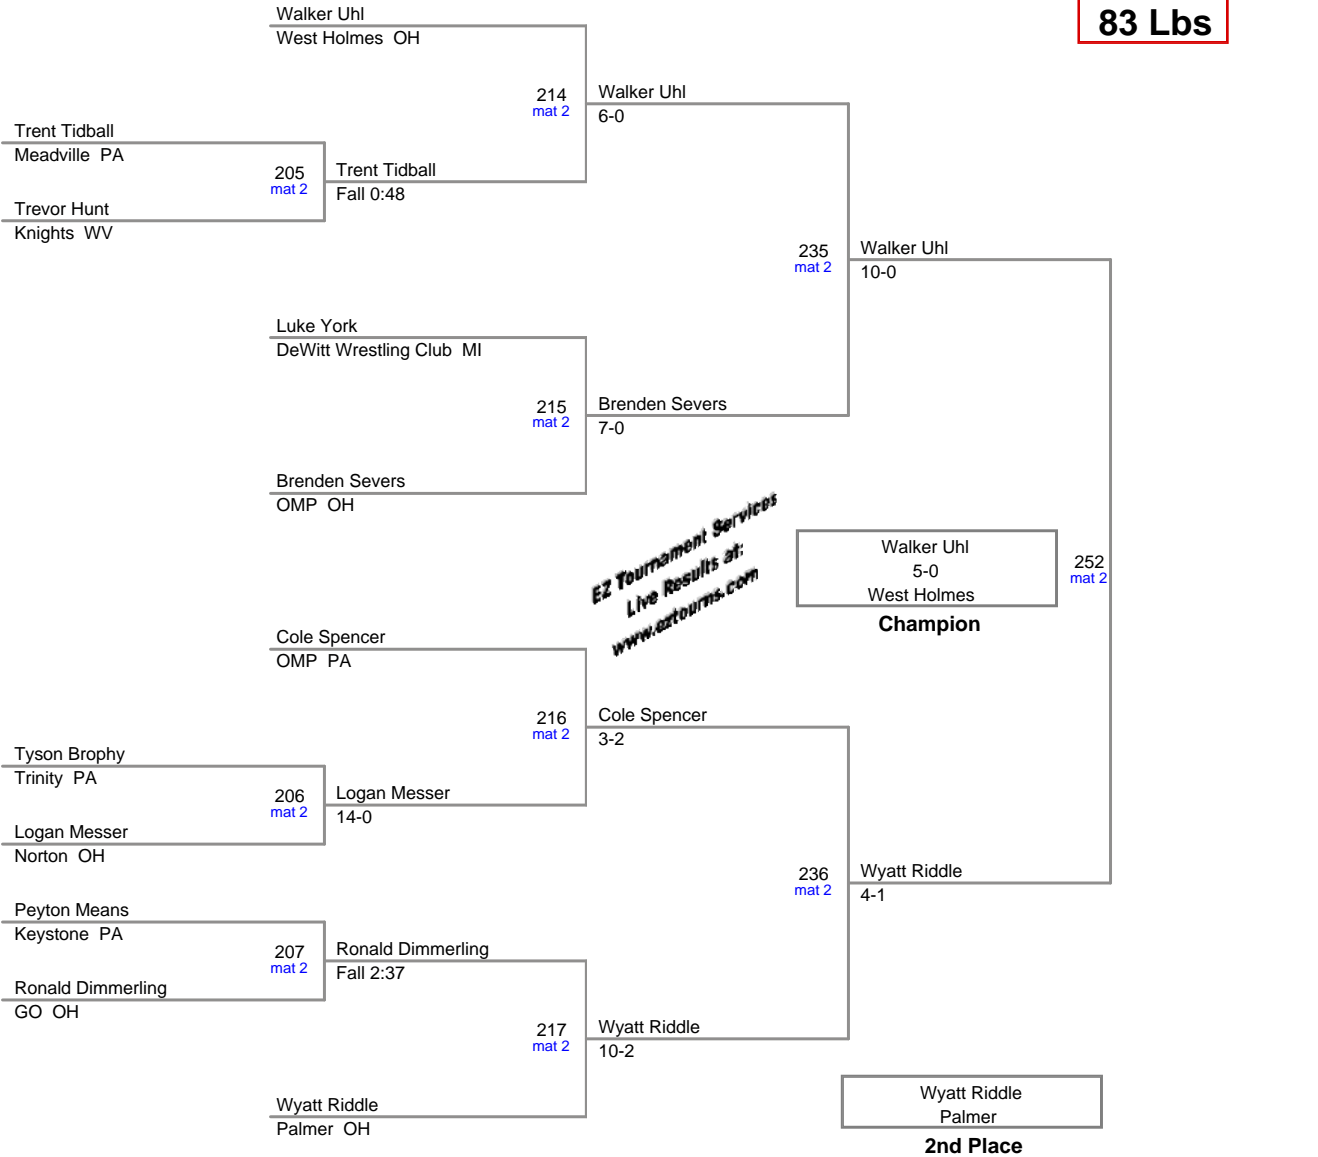 83 Lbs
Walker Uhl
West Holmes OH
214
mat 2
Walker Uhl
6-0
Trent Tidball
Meadville PA
205
mat 2
Trent Tidball
Fall 0:48
Trevor Hunt
Knights WV
235
mat 2
Walker Uhl
10-0
Luke York
DeWitt Wrestling Club MI
215
mat 2
Brenden Severs
7-0
Brenden Severs
OMP OH
EZ Tournament Services
Live Results at:
www.eztourns.com
Walker Uhl
5-0
West Holmes
Champion
252
mat 2
Cole Spencer
OMP PA
216
mat 2
Cole Spencer
3-2
Tyson Brophy
Trinity PA
206
mat 2
Logan Messer
14-0
Logan Messer
Norton OH
236
mat 2
Wyatt Riddle
4-1
Peyton Means
Keystone PA
207
mat 2
Ronald Dimmerling
Fall 2:37
Ronald Dimmerling
GO OH
217
mat 2
Wyatt Riddle
10-2
Wyatt Riddle
Palmer OH
Wyatt Riddle
Palmer
2nd Place